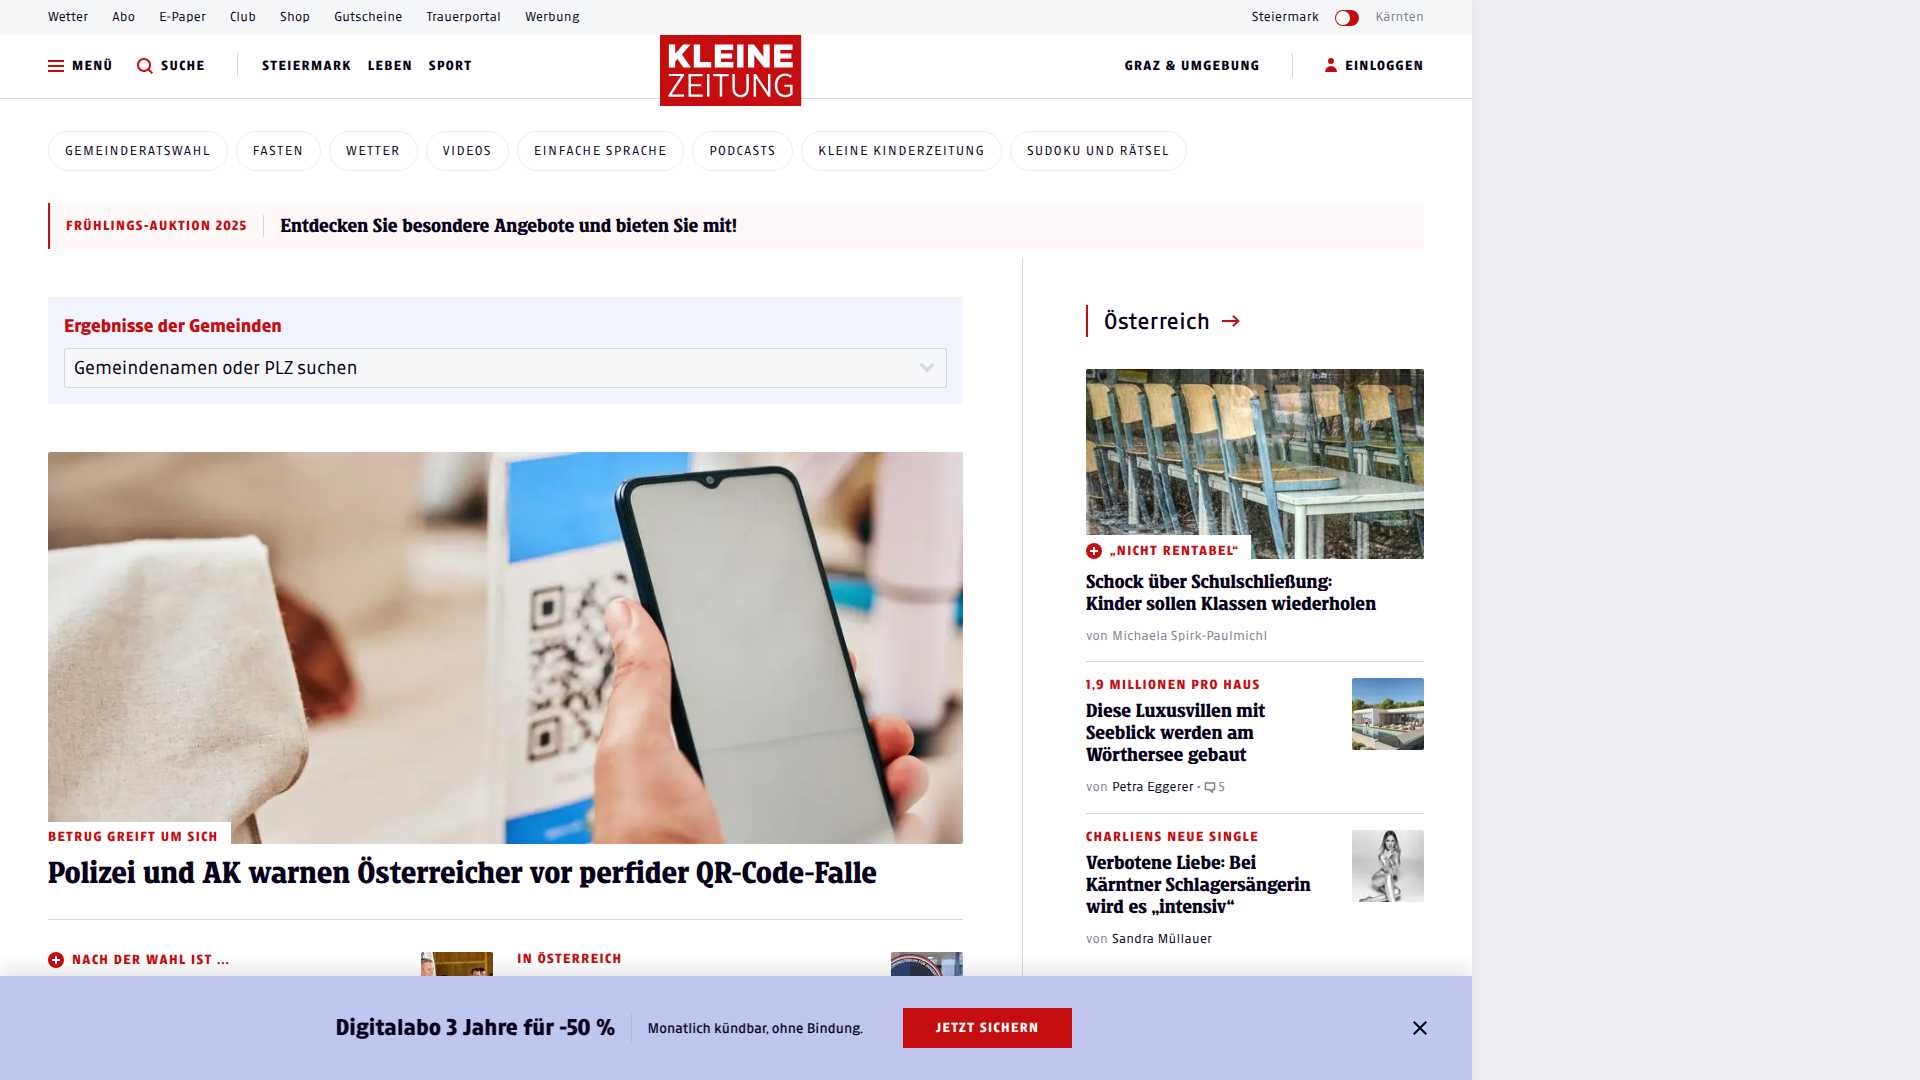 Wetter
Abo
E-Paper
Club
Shop
Gutscheine
Trauerportal
Werbung
Steiermark
Kärnten
MENÜ
SUCHE
STEIERMARK
LEBEN
SPORT
KLEINE
ZEITUNG
GRAZ & UMGEBUNG
EINLOGGEN
GEMEINDERATSWAHL
FASTEN
WETTER
VIDEOS
EINFACHE SPRACHE
PODCASTS
KLEINE KINDERZEITUNG
SUDOKU UND RÄTSEL
FRÜHLINGS-AUKTION 2025
Entdecken Sie besondere Angebote und bieten Sie mit!
Ergebnisse der Gemeinden
Gemeindenamen oder PLZ suchen
BETRUG GREIFT UM SICH
Polizei und AK warnen Österreicher vor perfider QR-Code-Falle
NACH DER WAHL IST ...
IN ÖSTERREICH
Österreich
„NICHT RENTABEL“
Schock über Schulschließung:
Kinder sollen Klassen wiederholen
von Michaela Spirk-Paulmichl
1,9 MILLIONEN PRO HAUS
Diese Luxusvillen mit
Seeblick werden am
Wörthersee gebaut
von Petra Eggerer • 5
CHARLIENS NEUE SINGLE
Verbotene Liebe: Bei
Kärntner Schlagersängerin
wird es „intensiv“
von Sandra Müllauer
Digitalabo 3 Jahre für -50 %
Monatlich kündbar, ohne Bindung.
JETZT SICHERN